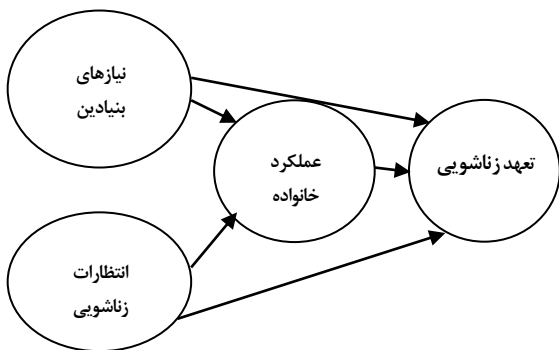 نیازهای
بنیادین
عملکرد
خانواده
تعهد زناشویی
انتظارات
زناشویی